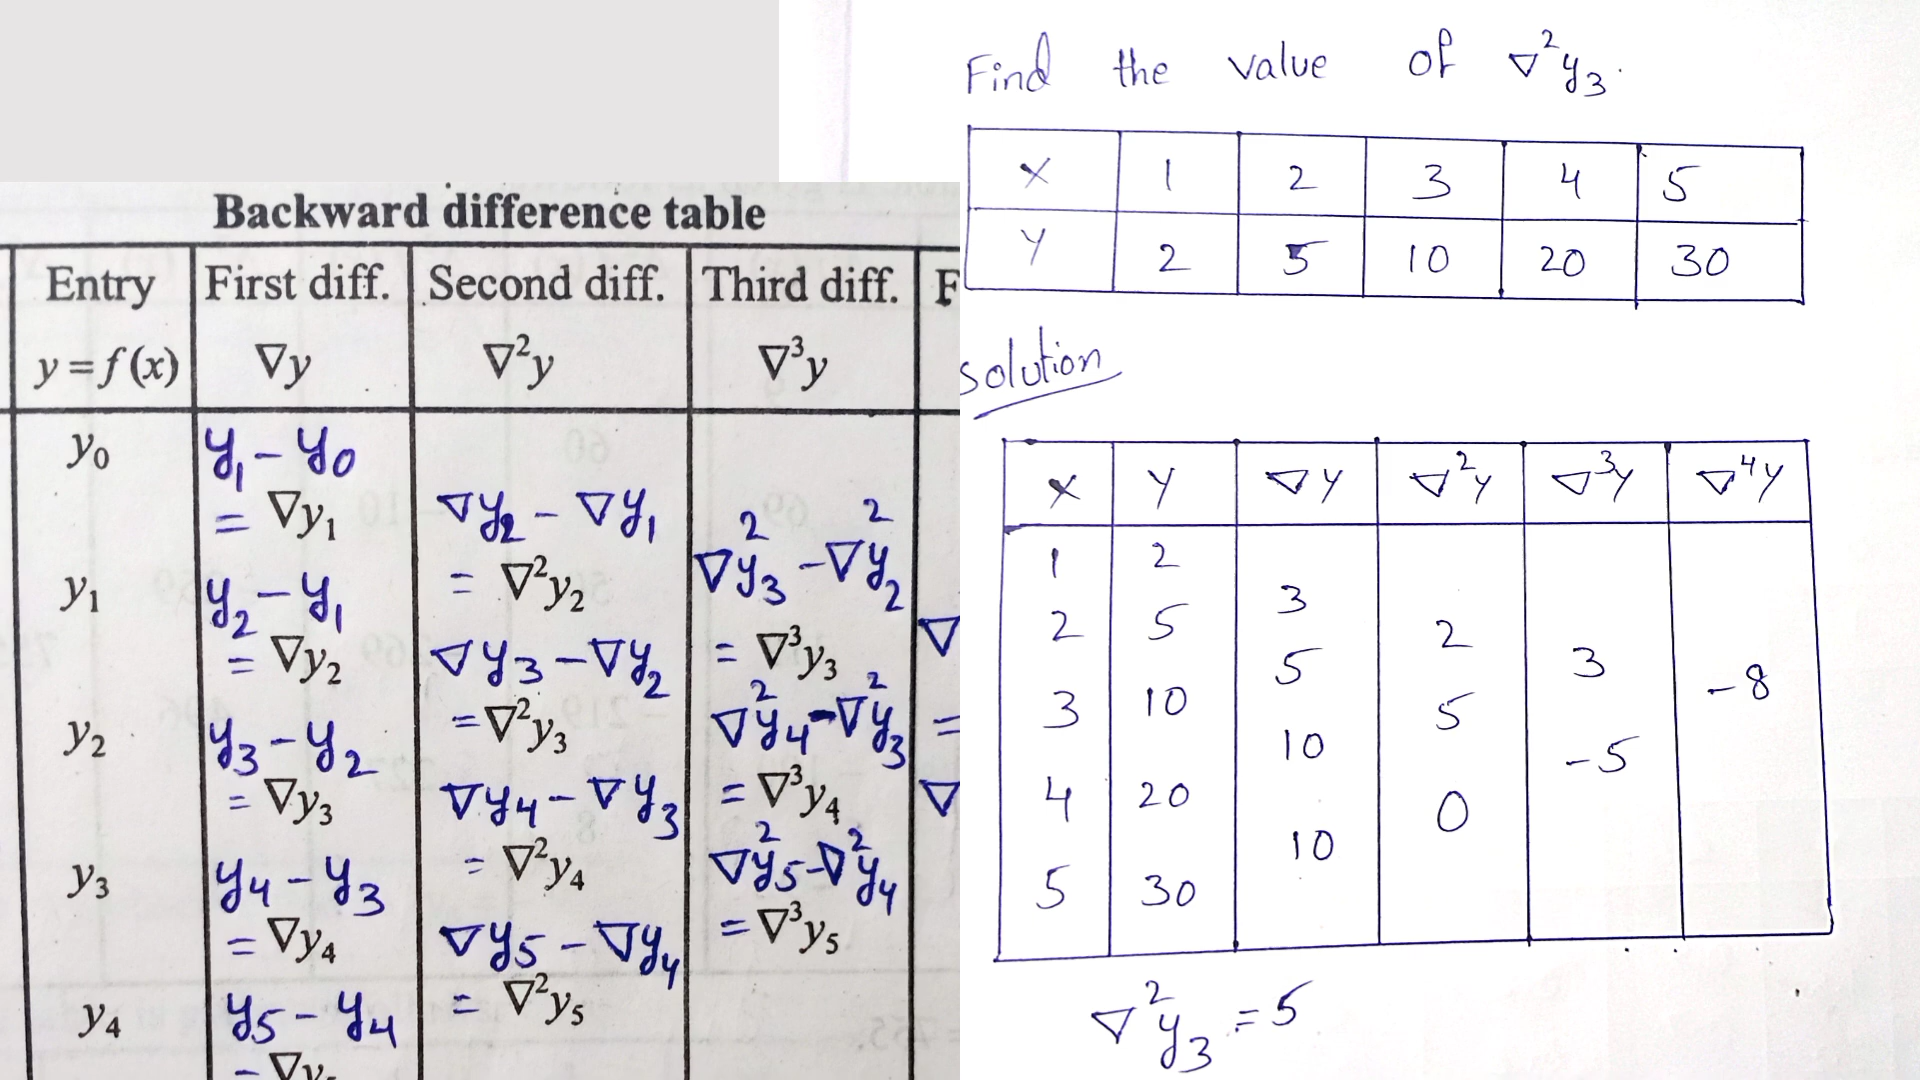 Backward difference table
Entry First diff. Second diff. Third diff. F
y = f (x) ∇y ∇²y ∇³y
y₀ y₁ − y₀
= ∇y₁ ∇y₂ − ∇y₁
∇²y₃ − ∇²y₂
y₁ y₂ − y₁ = ∇²y₂
= ∇y₂ ∇y₃ − ∇y₂ = ∇³y₃ ∇
y₂ y₃ − y₂ = ∇²y₃ ∇²y₄ − ∇²y₃ =
= ∇y₃ ∇y₄ − ∇y₃ = ∇³y₄ ∇
y₃ y₄ − y₃ = ∇²y₄ ∇²y₅ − ∇²y₄
= ∇y₄ ∇y₅ − ∇y₄ = ∇³y₅
y₄ y₅ − y₄ = ∇²y₅
Find the value of ∇²y₃.
X 1 2 3 4 5
Y 2 5 10 20 30
solution
X Y ∇Y ∇²Y ∇³Y ∇⁴Y
1 2
3
2 5 2
5 3
3 10 5 −8
10 −5
4 20 0
10
5 30
∇²y₃ = 5